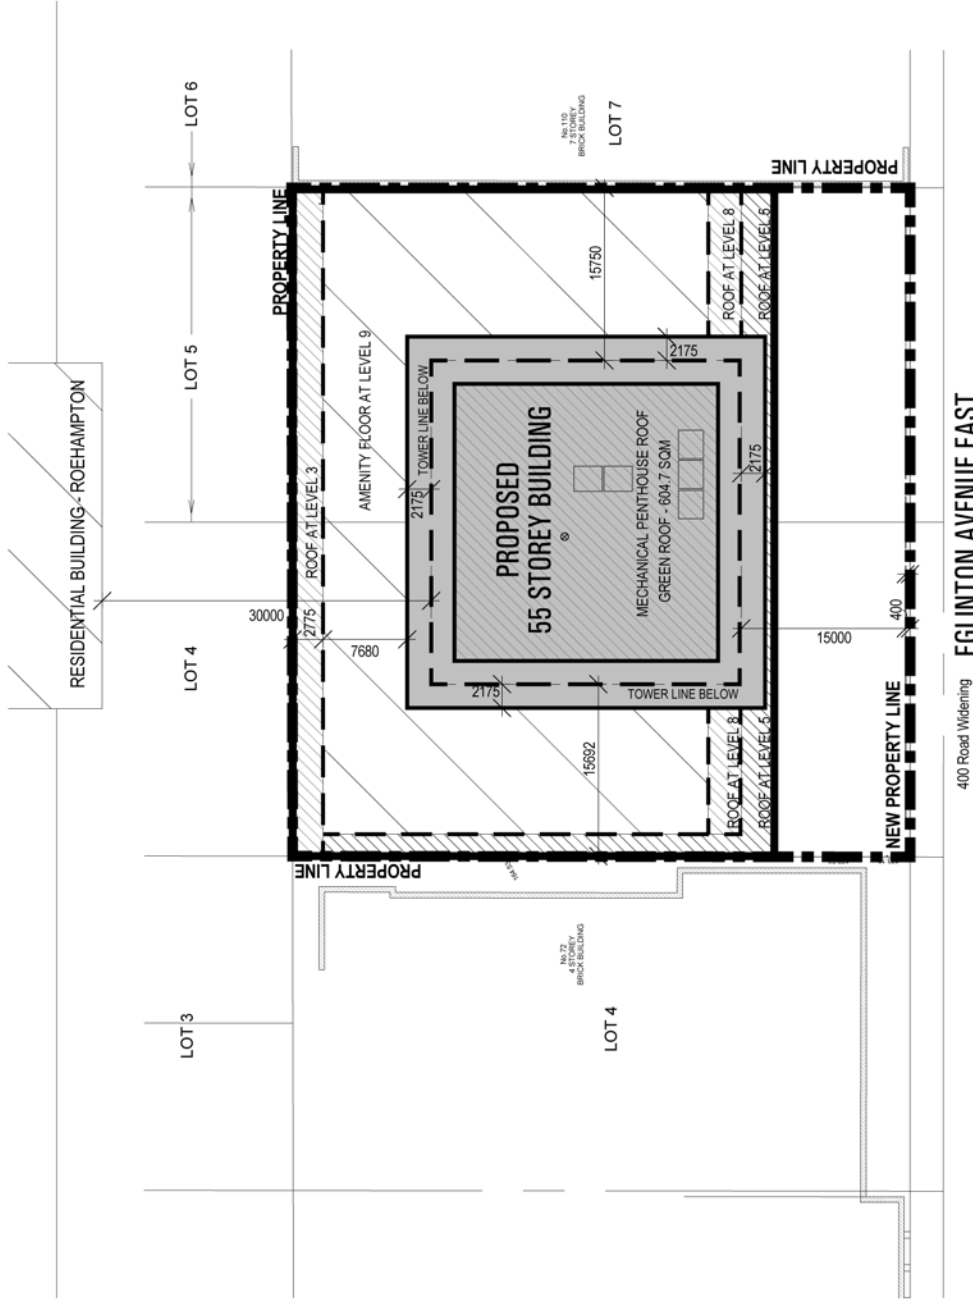 RESIDENTIAL BUILDING - ROEHAMPTON
LOT 3
LOT 4
LOT 5
LOT 6
30000
PROPERTY LINE
2775
ROOF AT LEVEL 3
7680
AMENITY FLOOR AT LEVEL 9
2175
TOWER LINE BELOW
PROPERTY LINE
No.72
4 STOREY
BRICK BUILDING
LOT 4
15692
2175
PROPOSED
55 STOREY BUILDING
MECHANICAL PENTHOUSE ROOF
GREEN ROOF - 604.7 SQM
2175
15750
No.110
7 STOREY
BRICK BUILDING
LOT 7
TOWER LINE BELOW
2175
ROOF AT LEVEL 8
ROOF AT LEVEL 5
ROOF AT LEVEL 8
ROOF AT LEVEL 5
15000
PROPERTY LINE
NEW PROPERTY LINE
400
400 Road Widening
EGLINTON AVENUE EAST